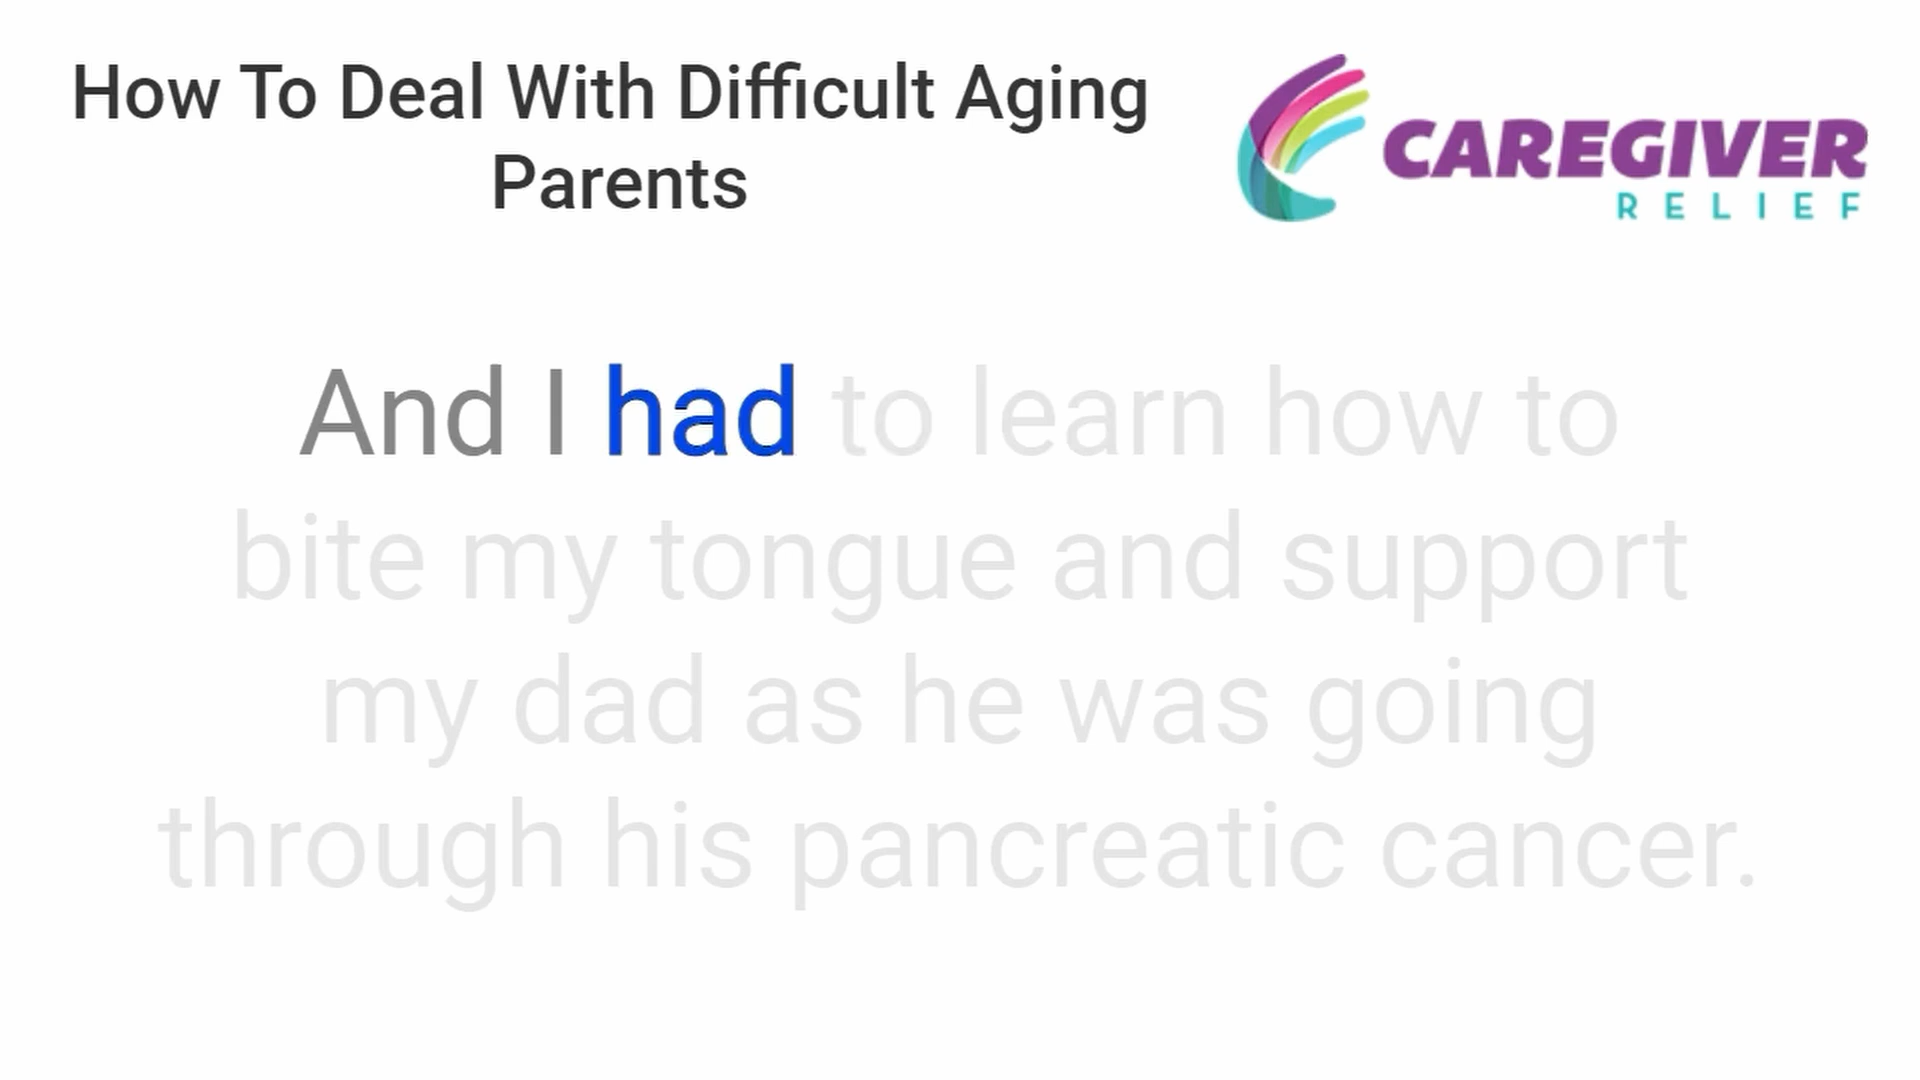 How To Deal With Difficult Aging
Parents
CAREGIVER
RELIEF
And I had to learn how to
bite my tongue and support
my dad as he was going
through his pancreatic cancer.